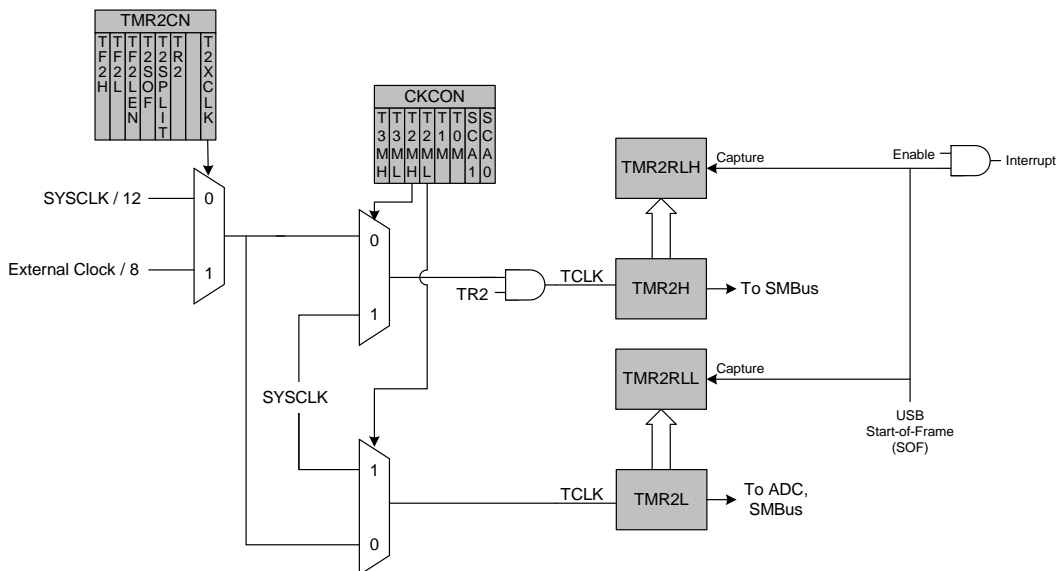 TMR2CN
TF2H
TF2L
TF2LEN
T2SOF
T2SPLIT
TR2
T2XCLK
CKCON
T3MH
T3ML
T2MH
T2ML
T1M
T0M
SCA1
SCA0
SYSCLK / 12
0
External Clock / 8
1
0
1
TR2
TCLK
TMR2RLH
Capture
Enable
Interrupt
TMR2H
To SMBus
SYSCLK
TMR2RLL
Capture
USB
Start-of-Frame
(SOF)
1
0
TCLK
TMR2L
To ADC,
SMBus